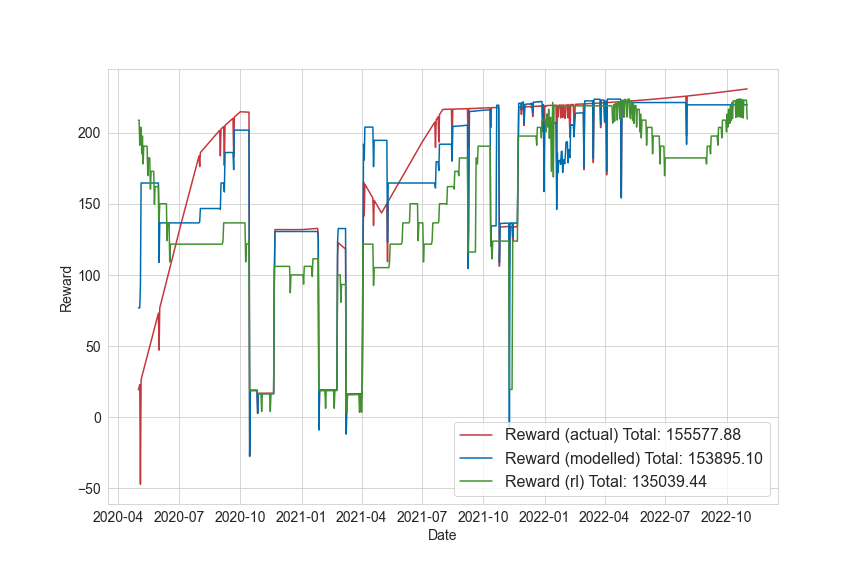 200
150
100
50
0
−50
Reward
2020-04 2020-07 2020-10 2021-01 2021-04 2021-07 2021-10 2022-01 2022-04 2022-07 2022-10
Date
Reward (actual) Total: 155577.88
Reward (modelled) Total: 153895.10
Reward (rl) Total: 135039.44